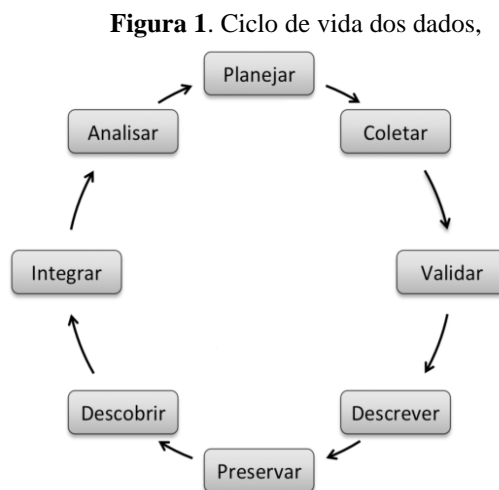 Figura 1. Ciclo de vida dos dados,
Planejar
Analisar
Coletar
Integrar
Validar
Descobrir
Descrever
Preservar